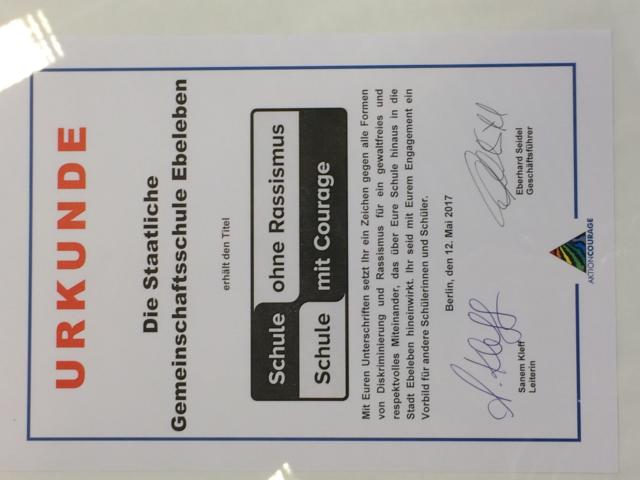 URKUNDE
Die Staatliche
Gemeinschaftsschule Ebeleben
erhält den Titel
Schule ohne Rassismus
Schule mit Courage
Mit Euren Unterschriften setzt Ihr ein Zeichen gegen alle Formen
von Diskriminierung und Rassismus für ein gewaltfreies und
respektvolles Miteinander, das über Eure Schule hinaus in die
Stadt Ebeleben hineinwirkt. Ihr seid mit Eurem Engagement ein
Vorbild für andere Schülerinnen und Schüler.
Berlin, den 12. Mai 2017
S. Kleff
Sanem Kleff
Leiterin
Eberhard Seidel
Geschäftsführer
AKTIONCOURAGE